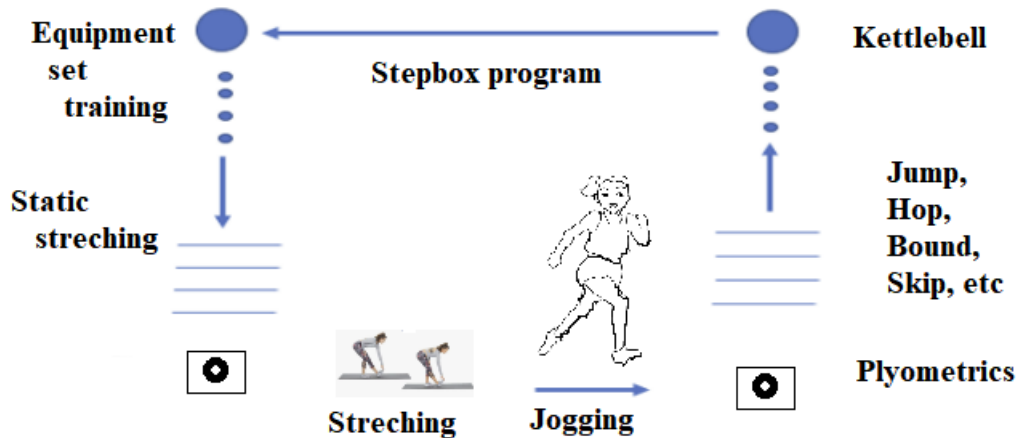 Equipment
set
training
Stepbox program
Kettlebell
Static
streching
Jump,
Hop,
Bound,
Skip, etc
Streching
Jogging
Plyometrics